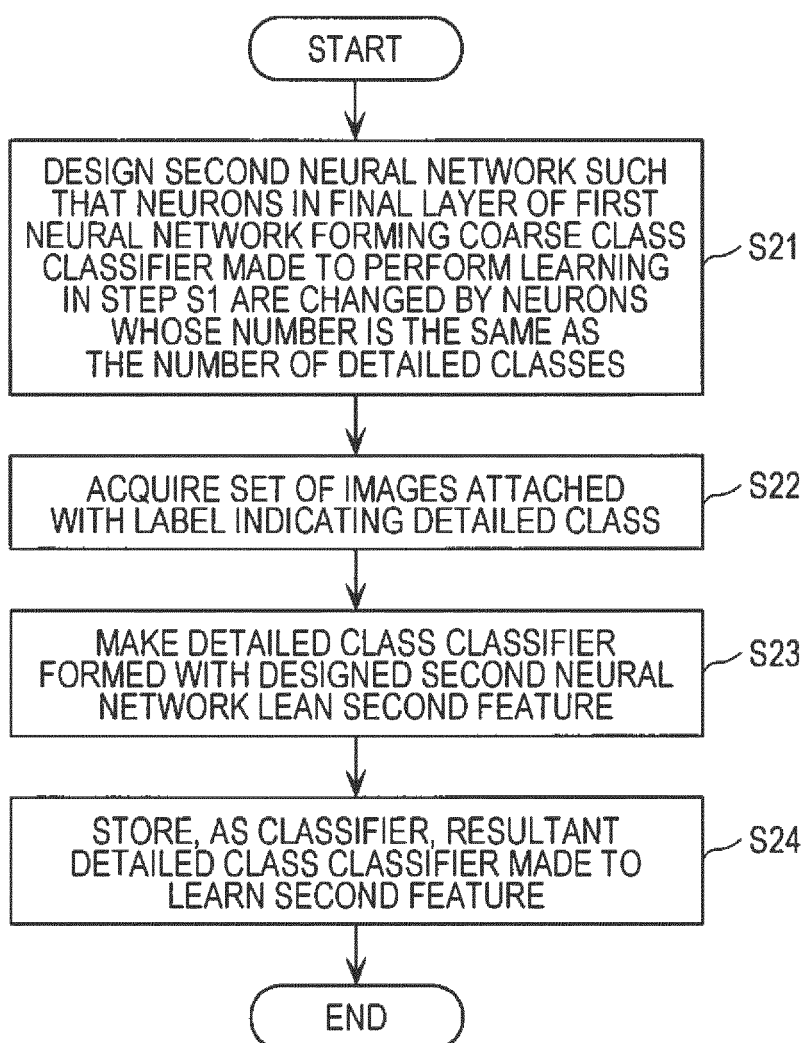 START
DESIGN SECOND NEURAL NETWORK SUCH
THAT NEURONS IN FINAL LAYER OF FIRST
NEURAL NETWORK FORMING COARSE CLASS
CLASSIFIER MADE TO PERFORM LEARNING
IN STEP S1 ARE CHANGED BY NEURONS
WHOSE NUMBER IS THE SAME AS
THE NUMBER OF DETAILED CLASSES
S21
ACQUIRE SET OF IMAGES ATTACHED
WITH LABEL INDICATING DETAILED CLASS
S22
MAKE DETAILED CLASS CLASSIFIER
FORMED WITH DESIGNED SECOND NEURAL
NETWORK LEAN SECOND FEATURE
S23
STORE, AS CLASSIFIER, RESULTANT
DETAILED CLASS CLASSIFIER MADE TO
LEARN SECOND FEATURE
S24
END